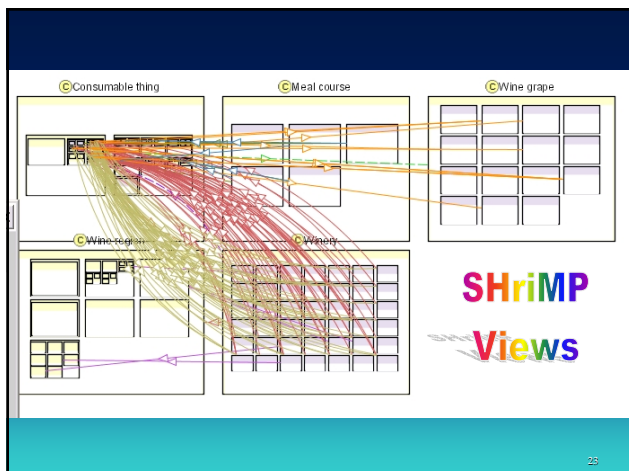 C Consumable thing
C Meal course
C Wine grape
C Wine region
C Winery
SHriMP
Views
23